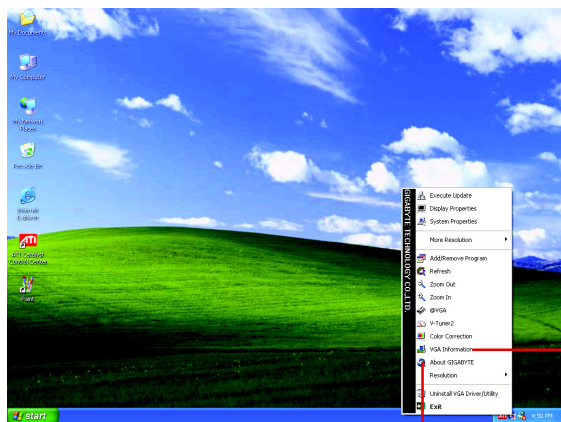 My Documents
My Computer
My Network
Places
Recycle Bin
Internet
Explorer
ATI
ATI Catalyst
Control Center
Paint
GIGABYTE TECHNOLOGY CO.,LTD.
Execute Update
Display Properties
System Properties
More Resolution
Add/Remove Program
Refresh
Zoom Out
Zoom In
@VGA
V-Tuner2
Color Correction
VGA Information
About GIGABYTE
Resolution
Uninstall VGA Driver/Utility
Exit
start
ATI
4:50 PM